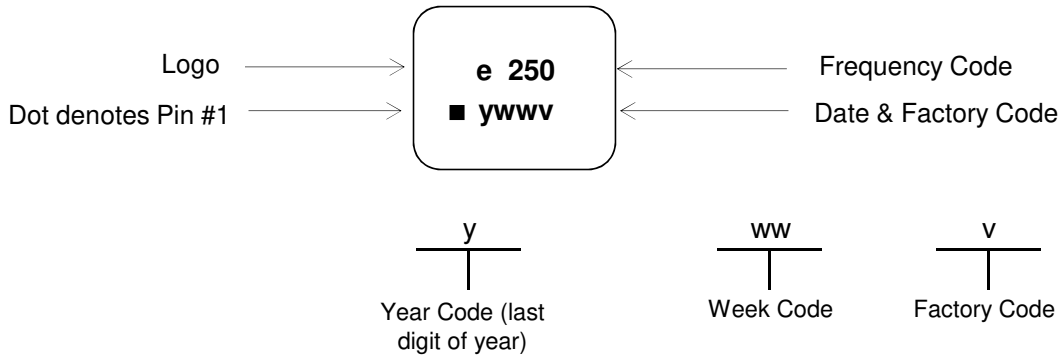 Logo
e 250
Frequency Code
Dot denotes Pin #1
■ ywwv
Date & Factory Code
y
ww
v
Year Code (last
digit of year)
Week Code
Factory Code